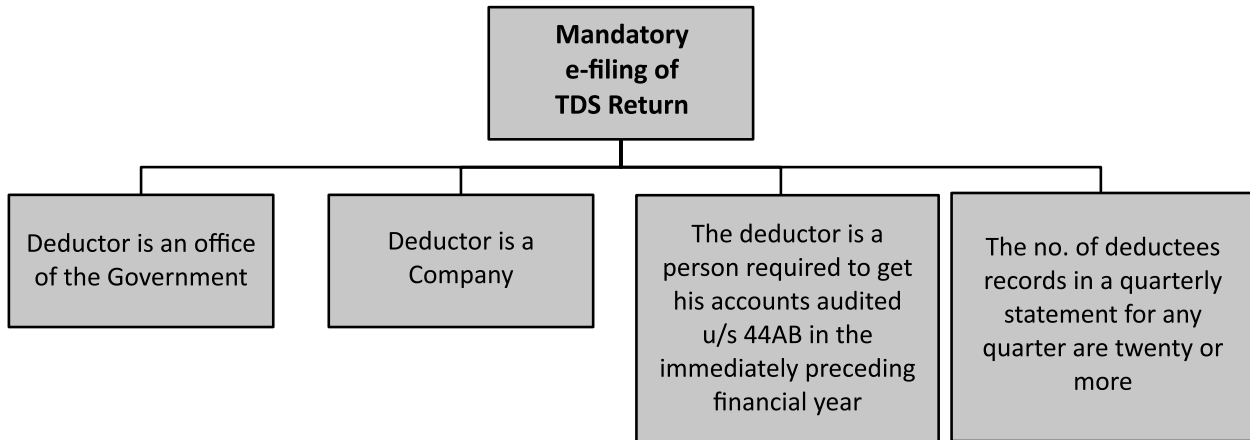 Mandatory
e-filing of
TDS Return
Deductor is an office
of the Government
Deductor is a
Company
The deductor is a
person required to get
his accounts audited
u/s 44AB in the
immediately preceding
financial year
The no. of deductees
records in a quarterly
statement for any
quarter are twenty or
more